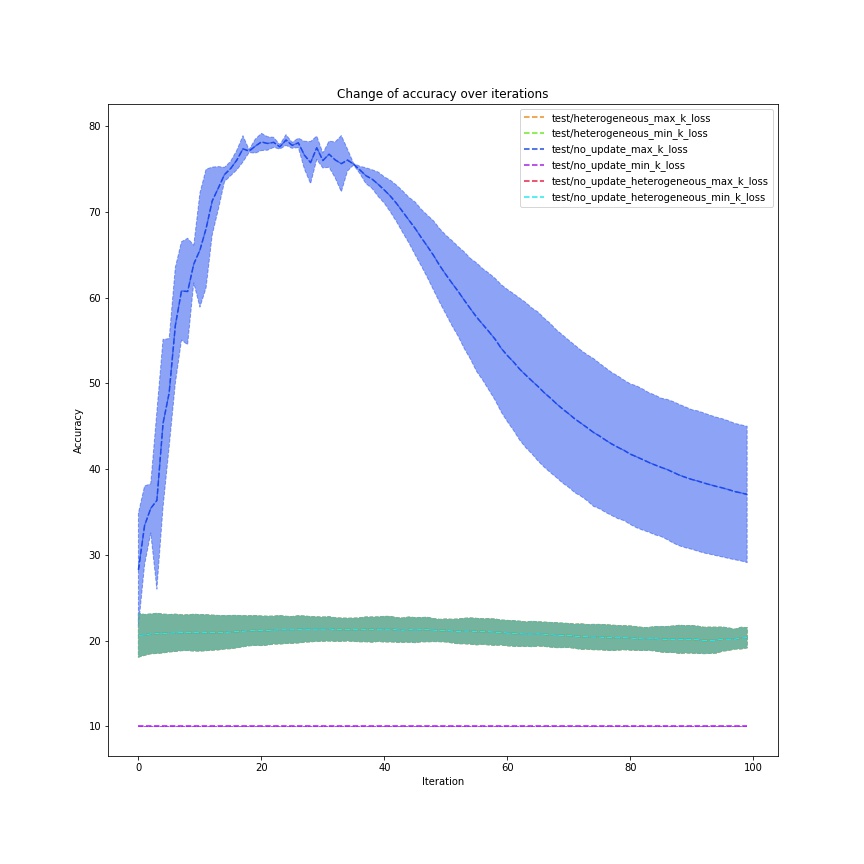 Change of accuracy over iterations
test/heterogeneous_max_k_loss
test/heterogeneous_min_k_loss
test/no_update_max_k_loss
test/no_update_min_k_loss
test/no_update_heterogeneous_max_k_loss
test/no_update_heterogeneous_min_k_loss
80
70
60
50
40
30
20
10
Accuracy
0 20 40 60 80 100
Iteration